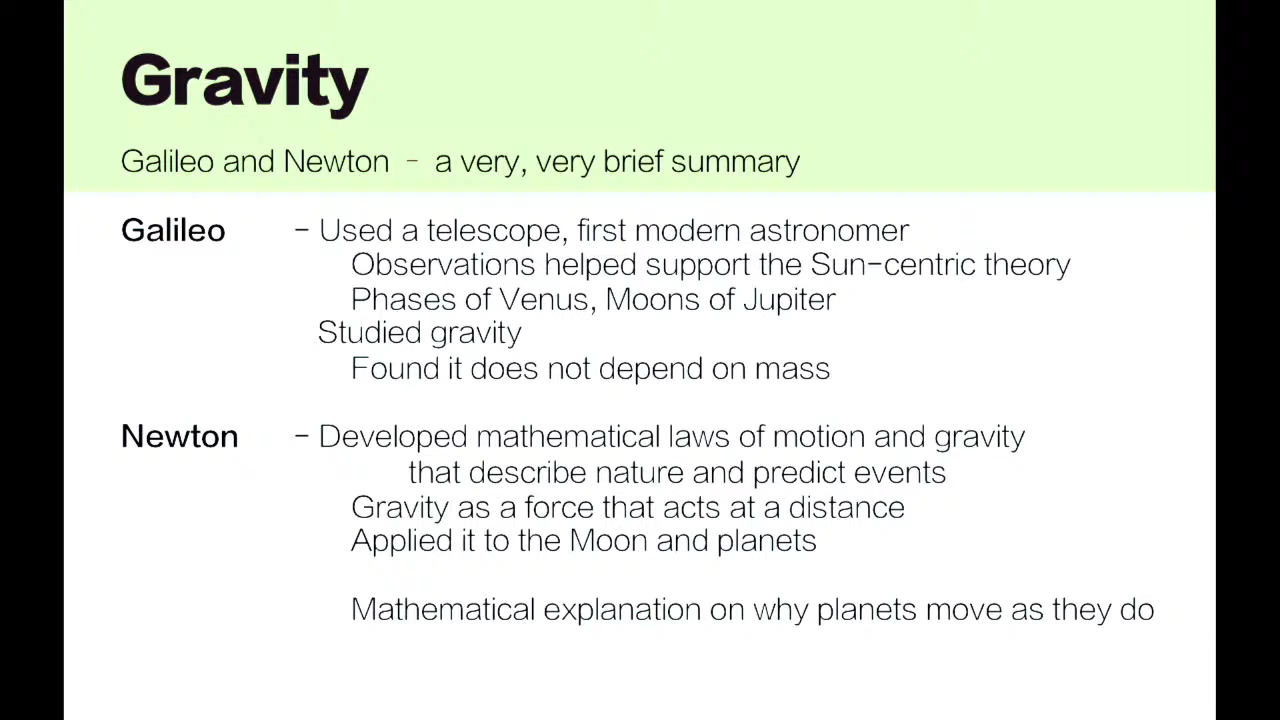 Gravity
Galileo and Newton - a very, very brief summary
Galileo - Used a telescope, first modern astronomer
Observations helped support the Sun-centric theory
Phases of Venus, Moons of Jupiter
Studied gravity
Found it does not depend on mass
Newton - Developed mathematical laws of motion and gravity
that describe nature and predict events
Gravity as a force that acts at a distance
Applied it to the Moon and planets
Mathematical explanation on why planets move as they do